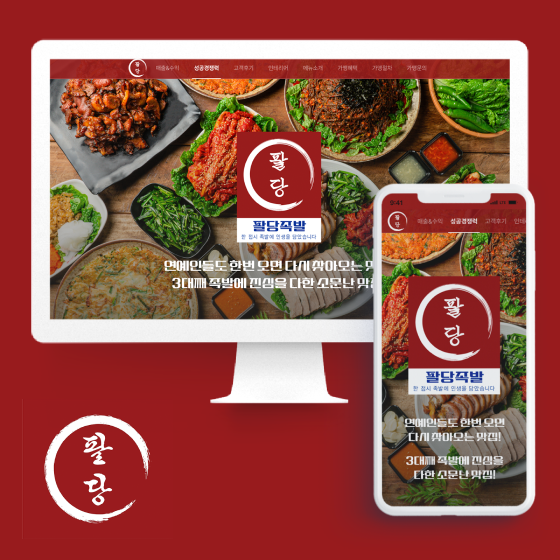 팔
당
매출&수익 성공경쟁력 고객후기 인테리어 메뉴소개 가맹혜택 가맹절차 가맹문의
팔
당
팔당족발
한 접시 족발에 인생을 담았습니다
연예인들도 한번 오면 다시 찾아오는 맛
3대째 족발에 진심을 다한 소문난 맛
9:41
팔
당
매출&수익 성공경쟁력 고객후기 인테
팔
당
팔당족발
한 접시 족발에 인생을 담았습니다
연예인들도 한번 오면
다시 찾아오는 맛집!
3대째 족발에 진심을
다한 소문난 맛집!
팔
당